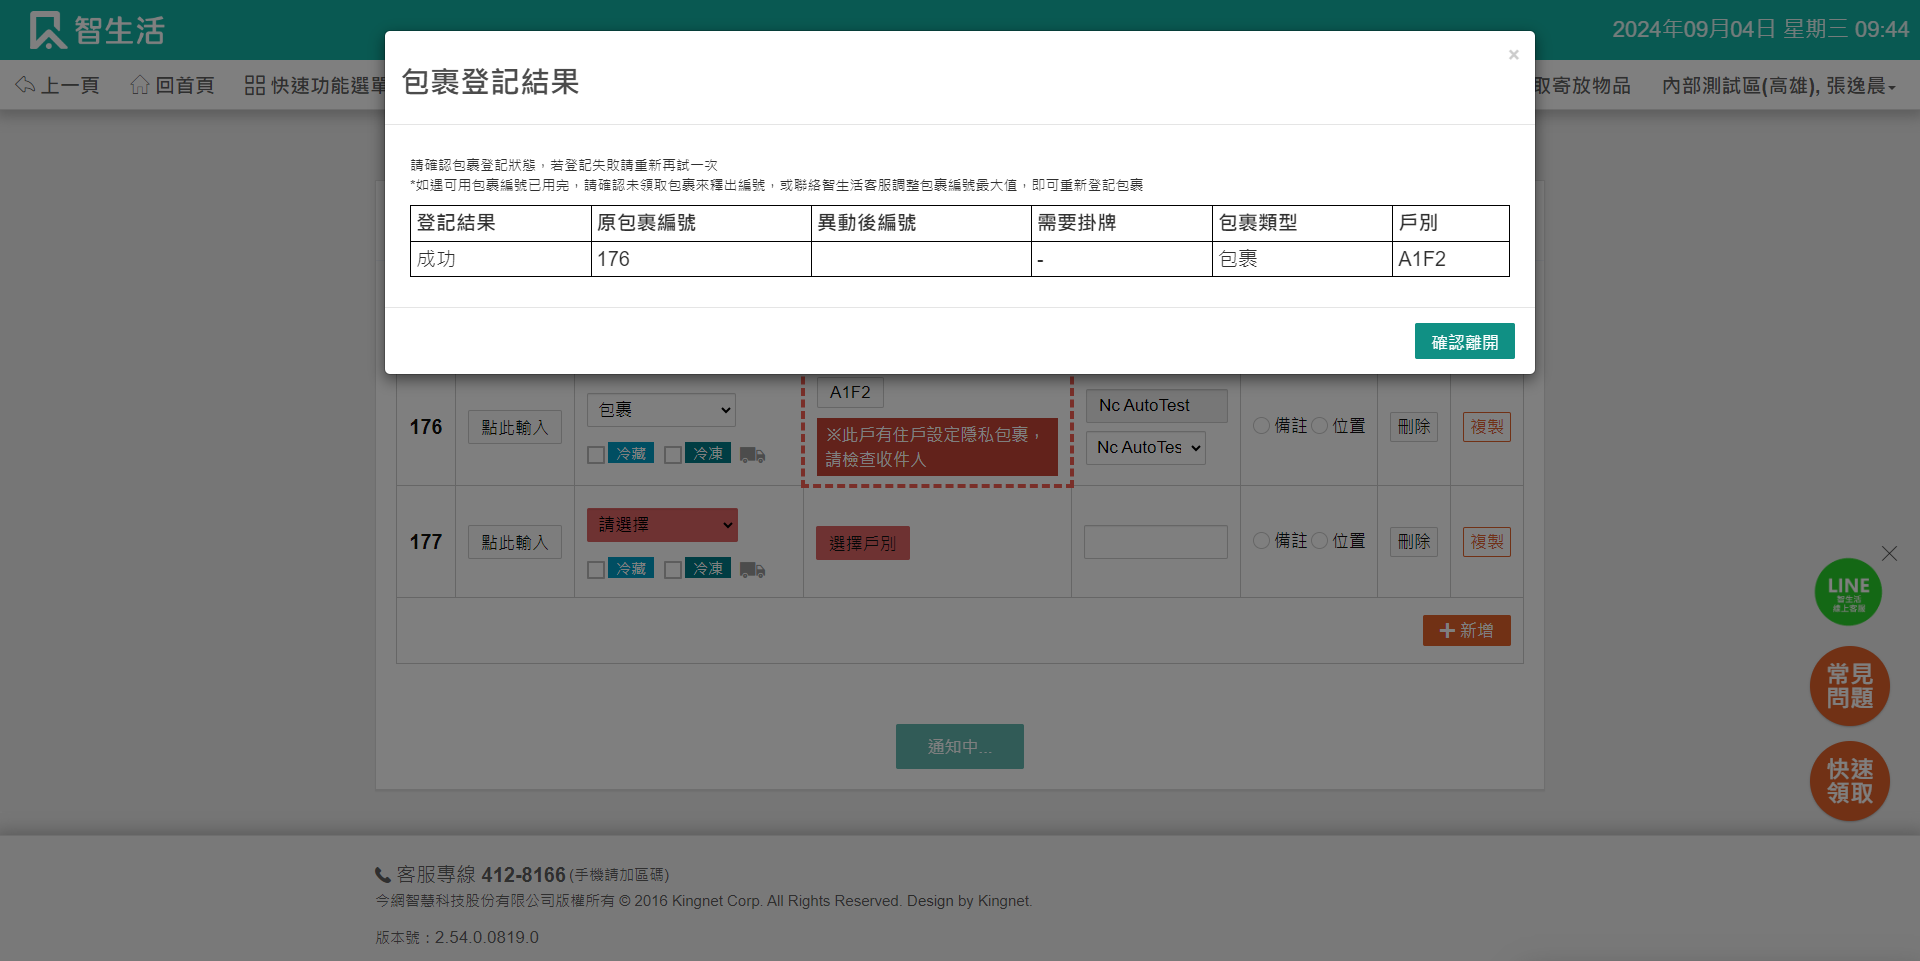 智生活
2024年09月04日 星期三 09:44
上一頁
回首頁
快速功能選單
取寄放物品
內部測試區(高雄), 張逸晨
包裹登記結果
×
請確認包裹登記狀態，若登記失敗請重新再試一次
*如遇可用包裹編號已用完，請確認未領取包裹來釋出編號，或聯絡智生活客服調整包裹編號最大值，即可重新登記包裹
登記結果 原包裹編號 異動後編號 需要掛牌 包裹類型 戶別
成功 176 - 包裹 A1F2
確認離開
176
點此輸入
包裹
冷藏 冷凍
A1F2
※此戶有住戶設定隱私包裹，
請檢查收件人
Nc AutoTest
Nc AutoTes
備註 位置
刪除
複製
177
點此輸入
請選擇
冷藏 冷凍
選擇戶別
備註 位置
刪除
複製
新增
通知中...
LINE
智生活
線上客服
常見
問題
快速
領取
客服專線 412-8166 (手機請加區碼)
今網智慧科技股份有限公司版權所有 © 2016 Kingnet Corp. All Rights Reserved. Design by Kingnet.
版本號：2.54.0.0819.0